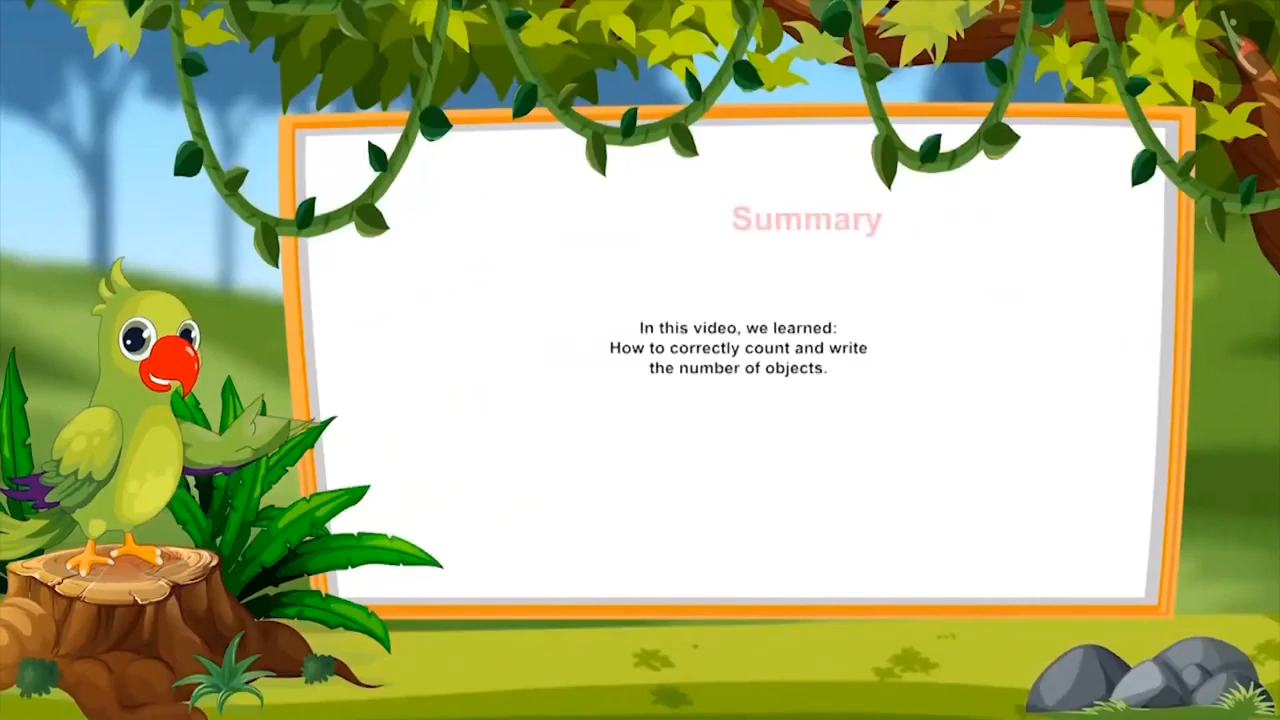 Summary
In this video, we learned:
How to correctly count and write
the number of objects.